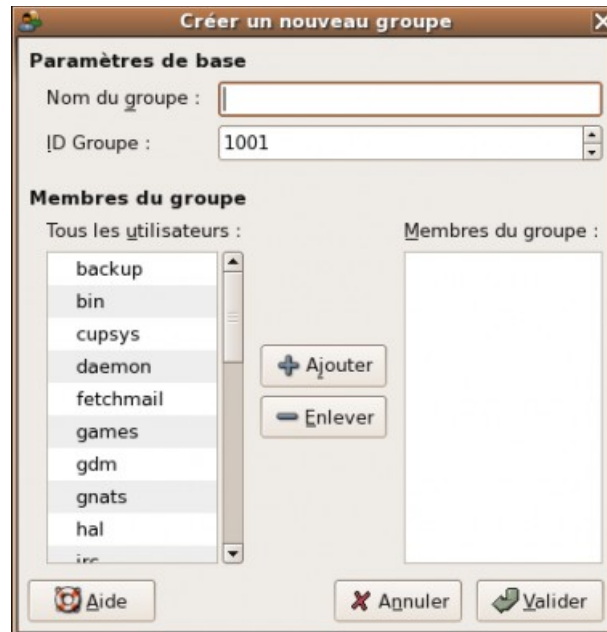 Créer un nouveau groupe
Paramètres de base
Nom du groupe :
ID Groupe : 1001
Membres du groupe
Tous les utilisateurs : Membres du groupe :
backup
bin
cupsys
daemon
fetchmail
games
gdm
gnats
hal
irc
Ajouter
Enlever
Aide Annuler Valider